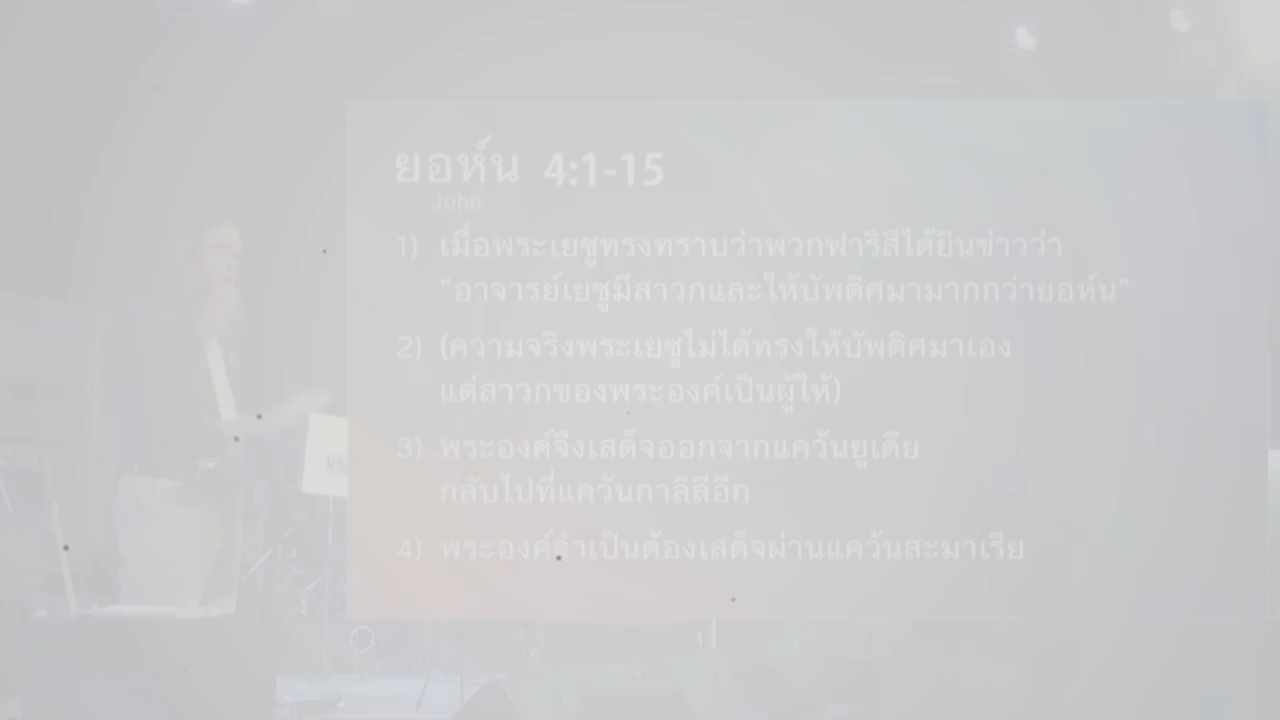 ยอห์น 4:1-15
John
1) เมื่อพระเยซูทรงทราบว่าพวกฟาริสีได้ยินข่าวว่า
“อาจารย์เยซูมีสาวกและให้บัพติศมามากกว่ายอห์น”
2) (ความจริงพระเยซูไม่ได้ทรงให้บัพติศมาเอง
แต่สาวกของพระองค์เป็นผู้ให้)
3) พระองค์จึงเสด็จออกจากแคว้นยูเดีย
กลับไปที่แคว้นกาลิลีอีก
4) พระองค์จำเป็นต้องเสด็จผ่านแคว้นสะมาเรีย